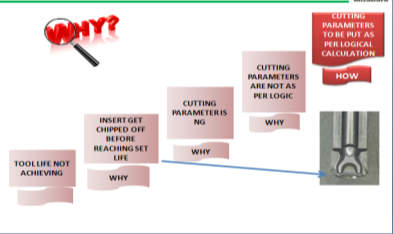 WHY?
CUTTING
PARAMETERS
TO BE PUT AS
PER LOGICAL
CALCULATION
HOW
CUTTING
PARAMETERS
ARE NOT AS
PER LOGIC
WHY
CUTTING
PARAMETER IS
NG
WHY
INSERT GET
CHIPPED OFF
BEFORE
REACHING SET
LIFE
WHY
TOOL LIFE NOT
ACHIEVING